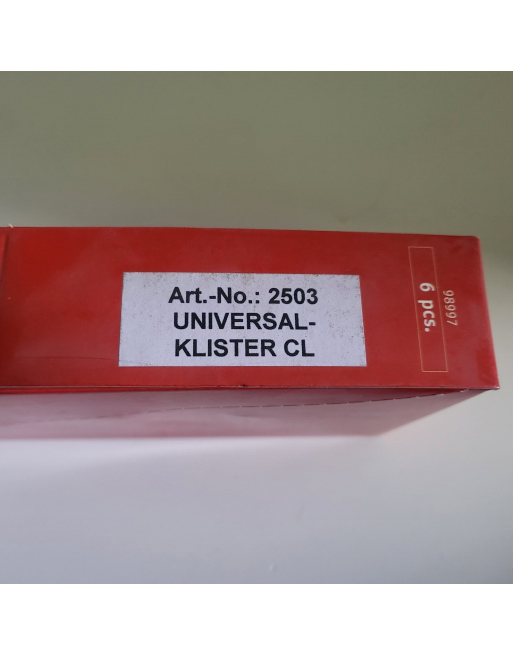 Art.-No.: 2503
UNIVERSAL-
KLISTER CL
98997
6 pcs.